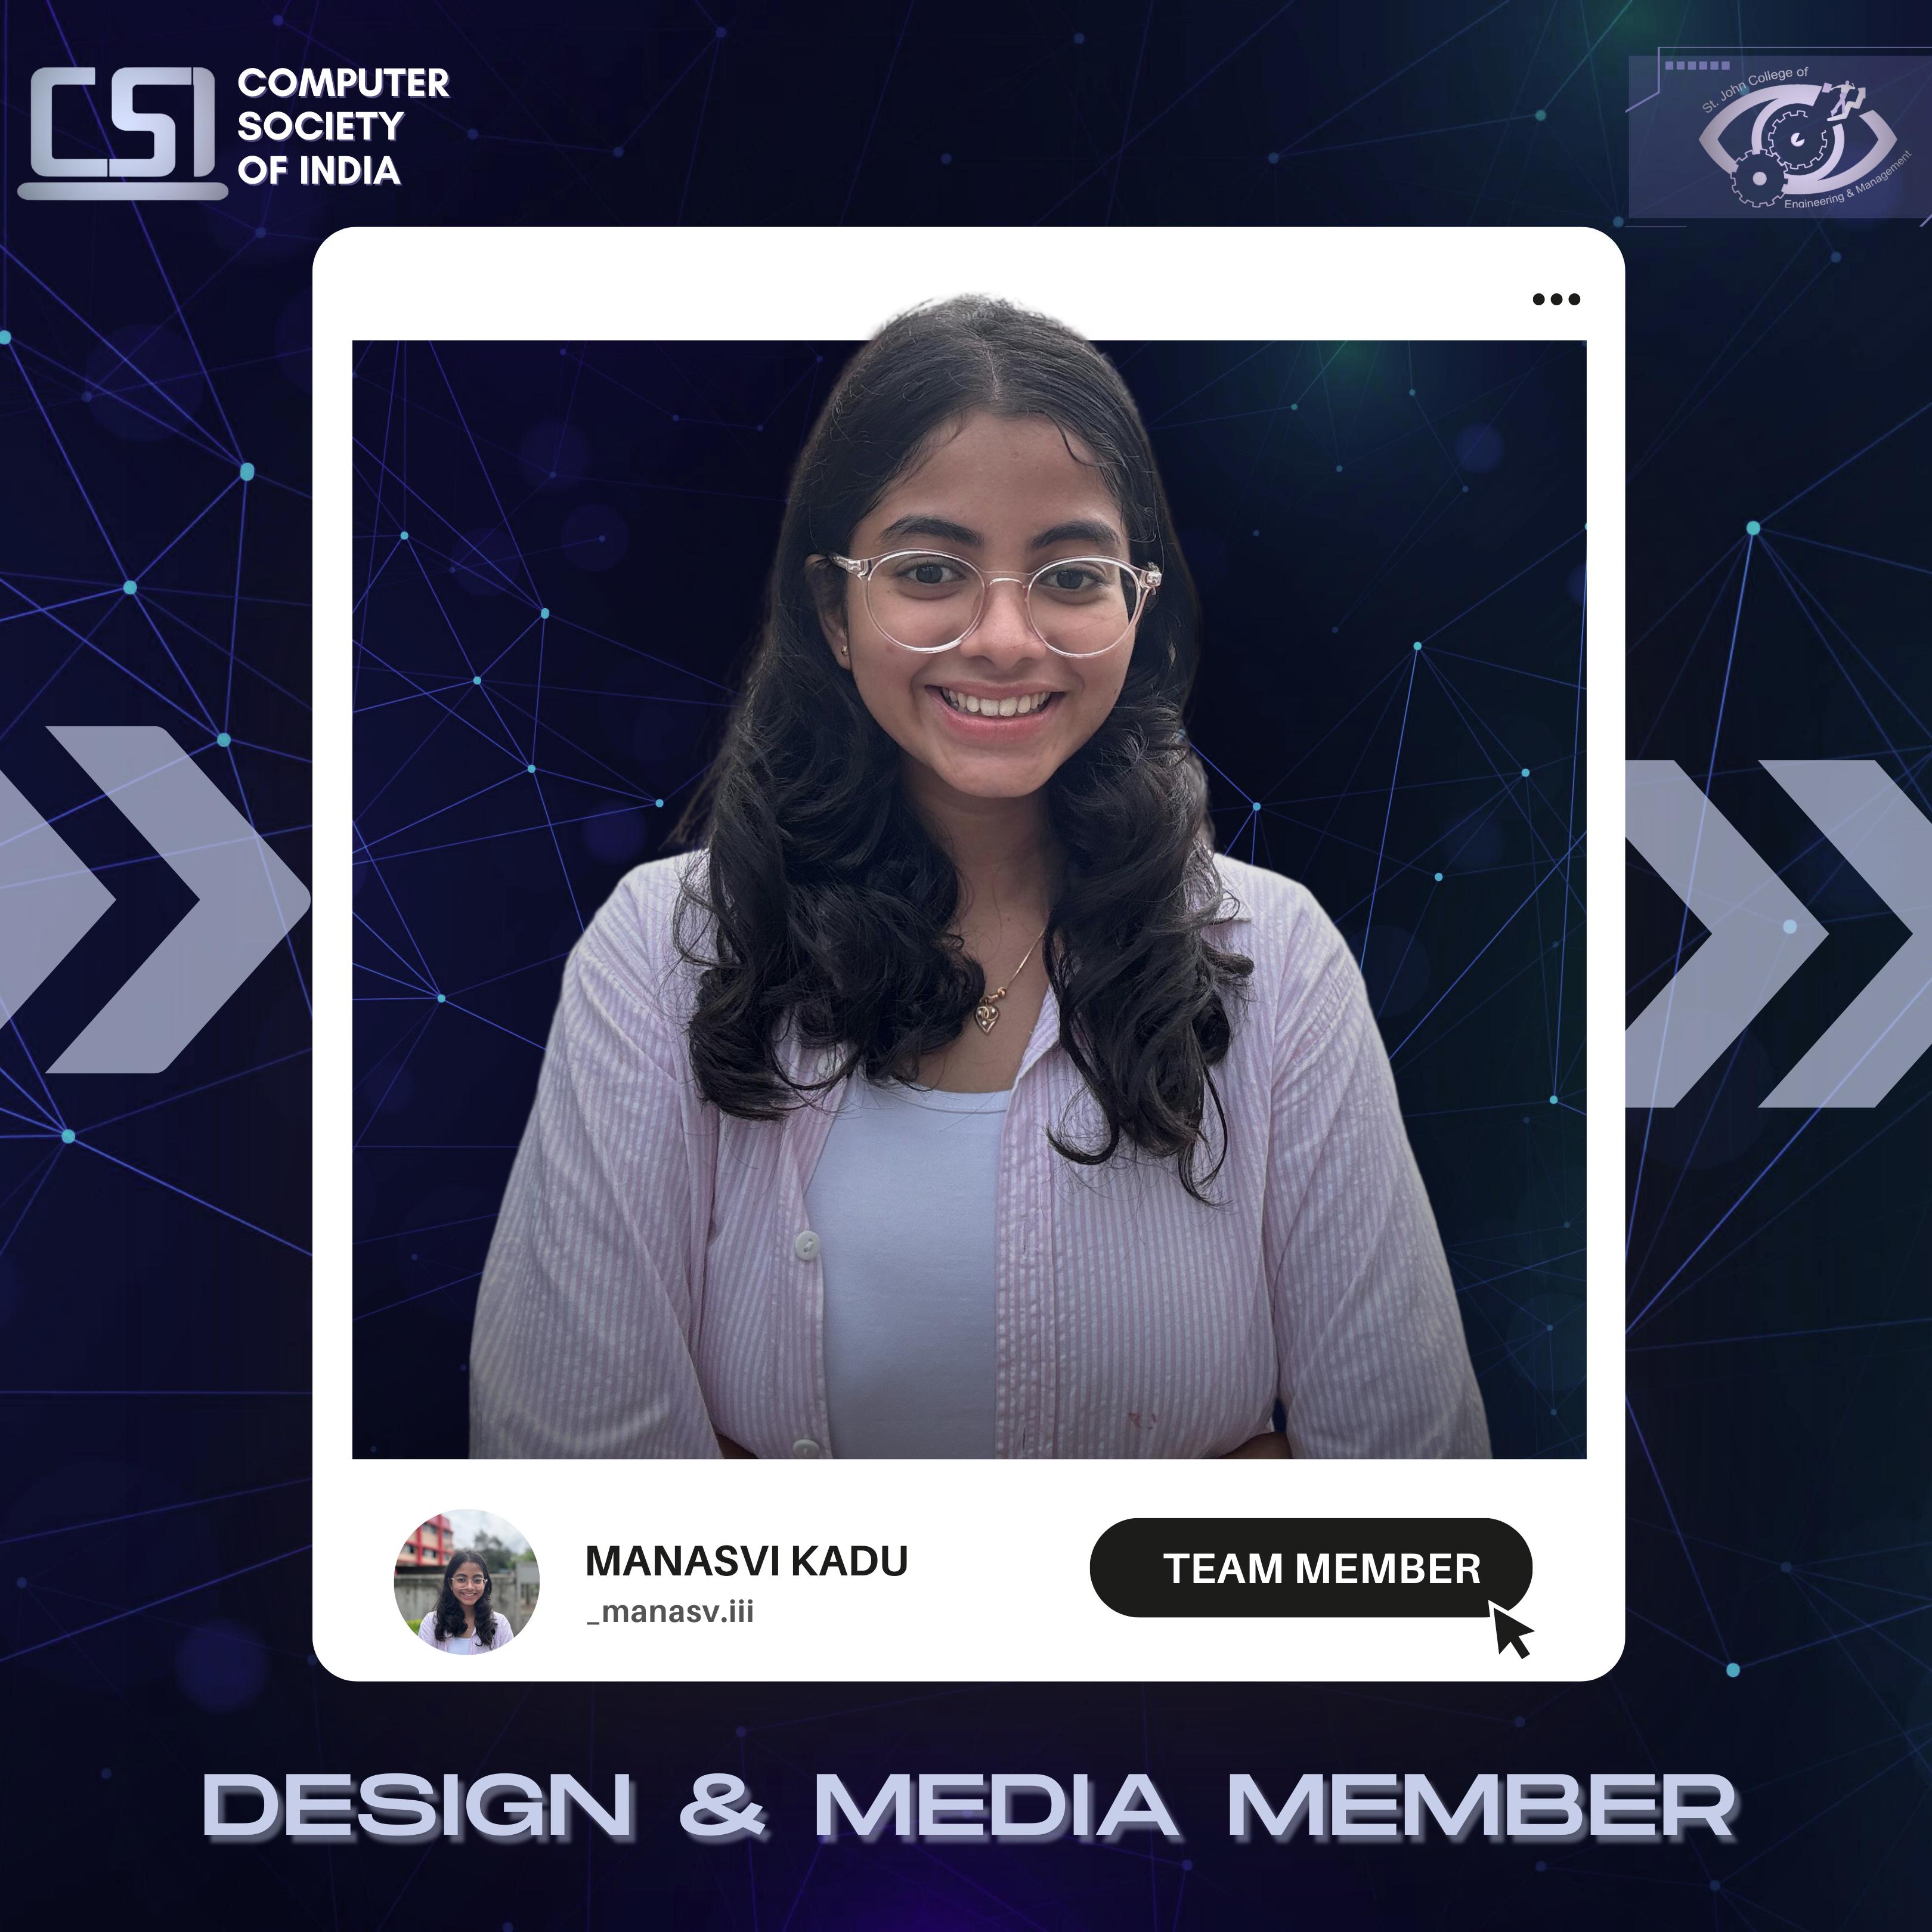 CSI
COMPUTER
SOCIETY
OF INDIA
St. John College of
Engineering & Management
MANASVI KADU
_manasv.iii
TEAM MEMBER
DESIGN & MEDIA MEMBER